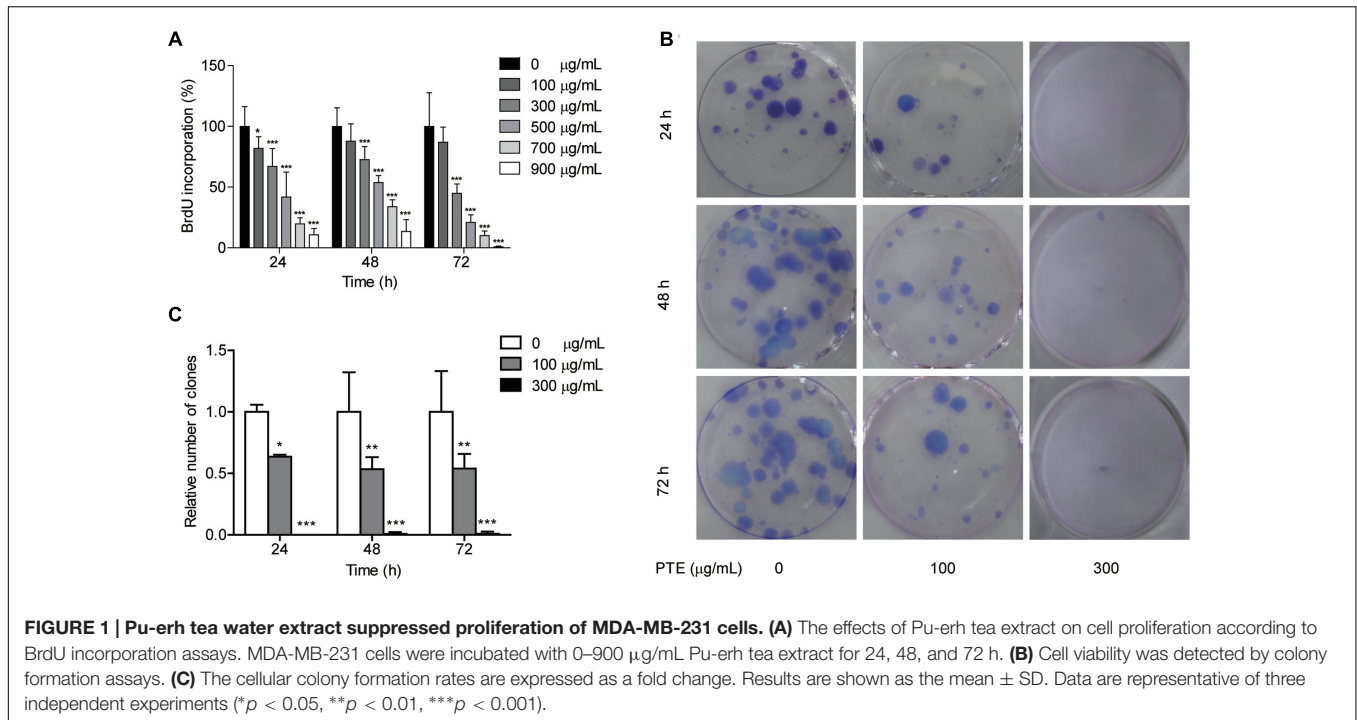 A
150
100
50
0
BrdU incorporation (%)
* *** *** *** ***
*** *** *** ***
*** *** *** ***
24 48 72
Time (h)
0 μg/mL
100 μg/mL
300 μg/mL
500 μg/mL
700 μg/mL
900 μg/mL
B
24 h
48 h
72 h
PTE (μg/mL) 0 100 300
C
1.5
1.0
0.5
0.0
Relative number of clones
* ***
** ***
** ***
24 48 72
Time (h)
0 μg/mL
100 μg/mL
300 μg/mL
FIGURE 1 | Pu-erh tea water extract suppressed proliferation of MDA-MB-231 cells. (A) The effects of Pu-erh tea extract on cell proliferation according to
BrdU incorporation assays. MDA-MB-231 cells were incubated with 0–900 μg/mL Pu-erh tea extract for 24, 48, and 72 h. (B) Cell viability was detected by colony
formation assays. (C) The cellular colony formation rates are expressed as a fold change. Results are shown as the mean ± SD. Data are representative of three
independent experiments (*p < 0.05, **p < 0.01, ***p < 0.001).